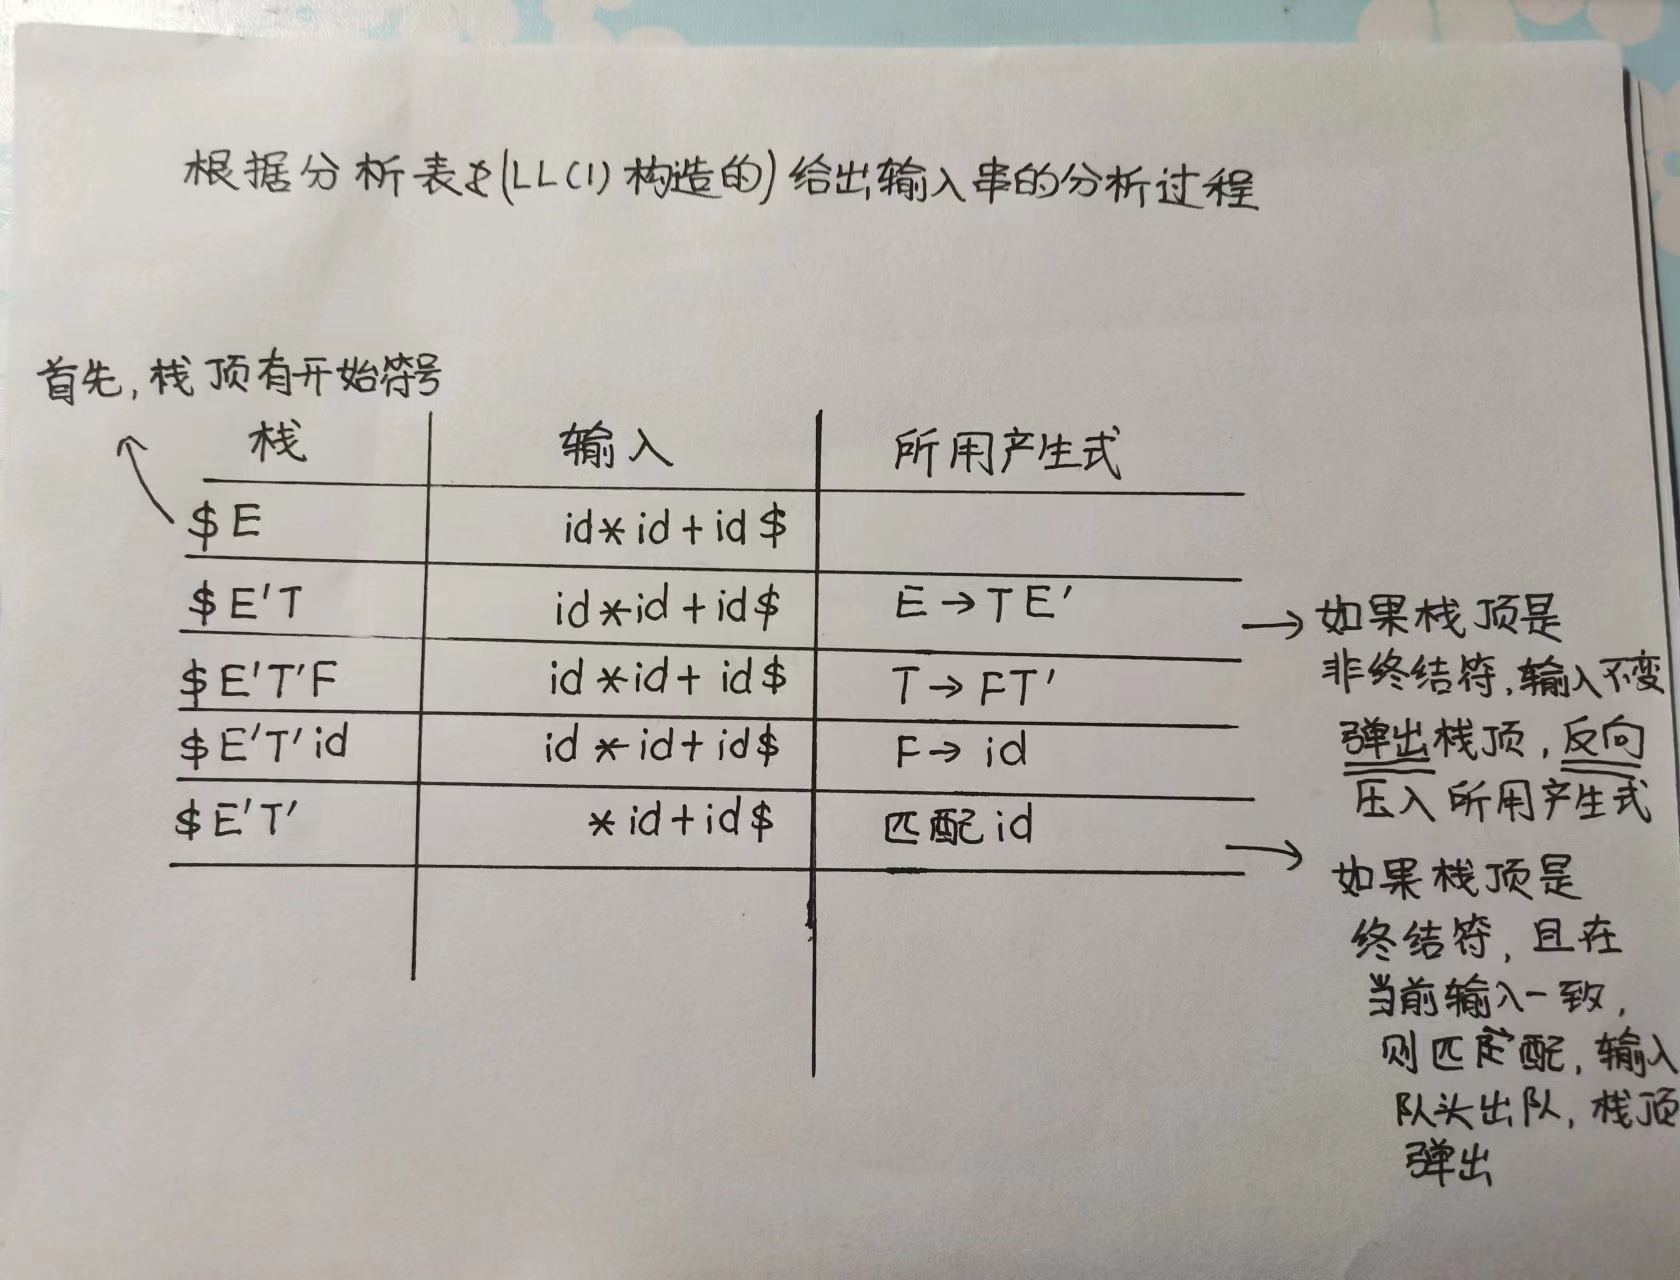 根据分析表(LL(1)构造的)给出输入串的分析过程
首先,栈顶有开始符号
栈 输入 所用产生式
$E id*id+id$
$E'T id*id+id$ E→TE'
$E'T'F id*id+id$ T→FT'
$E'T'id id*id+id$ F→id
$E'T' *id+id$ 匹配id
→如果栈顶是
非终结符,输入不变
弹出栈顶,反向
压入所用产生式
→如果栈顶是
终结符,且在
当前输入一致,
则匹配,输入
队头出队,栈顶
弹出